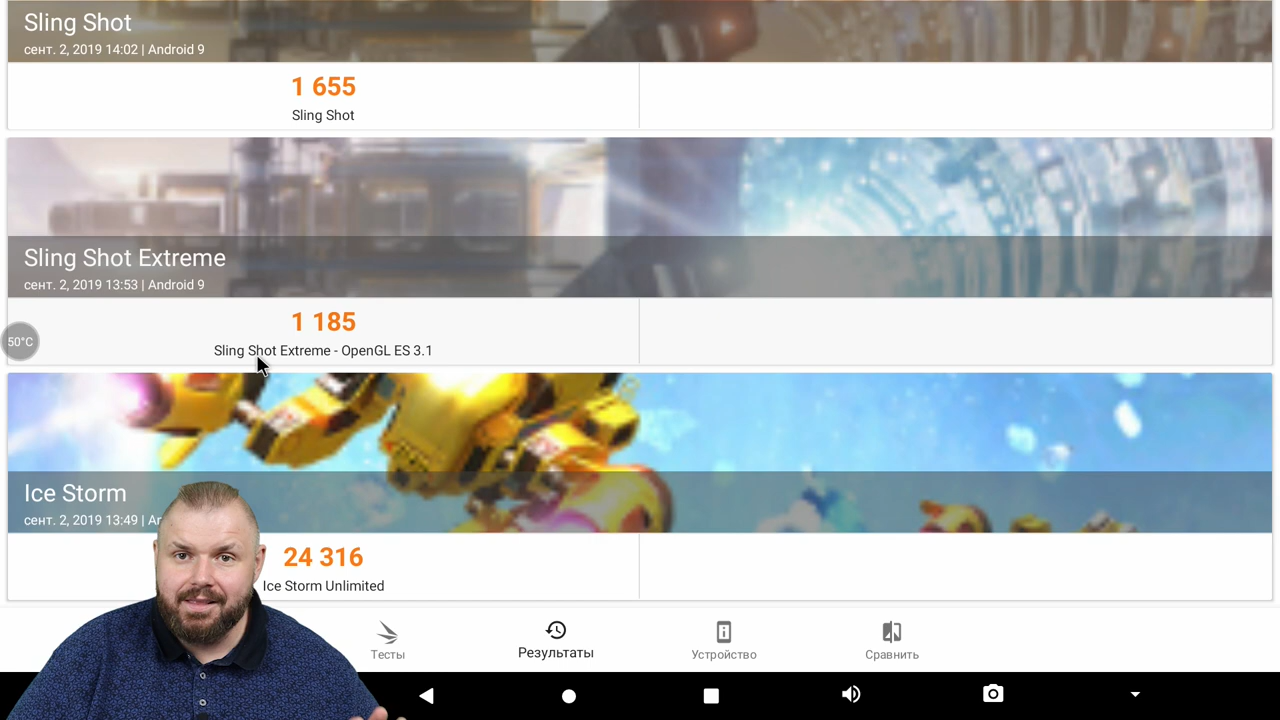 Sling Shot
сент. 2, 2019 14:02 | Android 9
1 655
Sling Shot
Sling Shot Extreme
сент. 2, 2019 13:53 | Android 9
1 185
Sling Shot Extreme - OpenGL ES 3.1
50°C
Ice Storm
сент. 2, 2019 13:49 |
24 316
Ice Storm Unlimited
Тесты
Результаты
Устройство
Сравнить